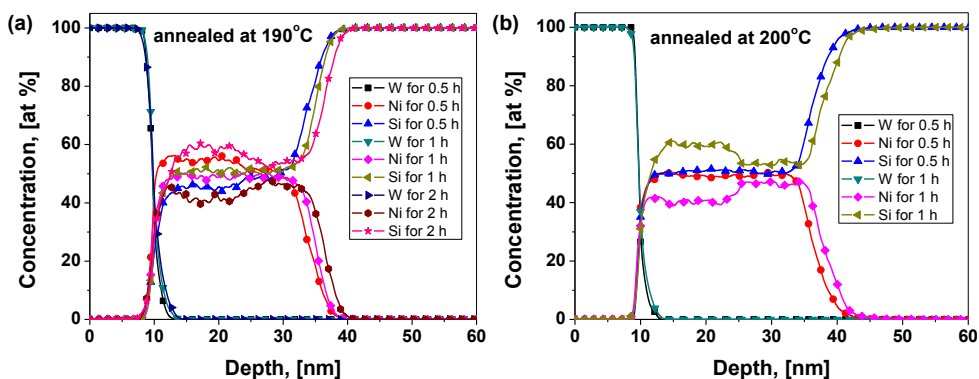 (a)
annealed at 190°C
Concentration, [at %]
100
80
60
40
20
0
W for 0.5 h
Ni for 0.5 h
Si for 0.5 h
W for 1 h
Ni for 1 h
Si for 1 h
W for 2 h
Ni for 2 h
Si for 2 h
0 10 20 30 40 50 60
Depth, [nm]
(b)
annealed at 200°C
Concentration, [at %]
100
80
60
40
20
0
W for 0.5 h
Ni for 0.5 h
Si for 0.5 h
W for 1 h
Ni for 1 h
Si for 1 h
0 10 20 30 40 50 60
Depth, [nm]